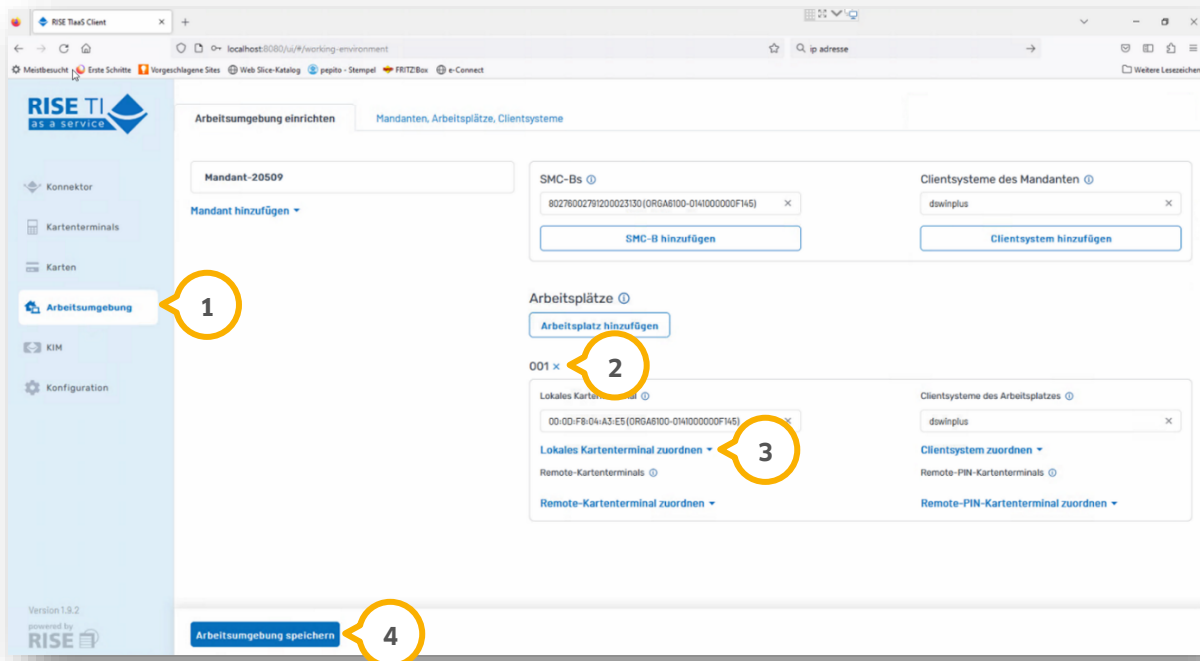 RISE TIaaS Client
localhost:8080/ui/#/working-environment
ip adresse
Meistbesucht
Erste Schritte
Vorgeschlagene Sites
Web Slice-Katalog
pepito - Stempel
FRITZ!Box
e-Connect
Weitere Lesezeichen
RISE TI
as a service
Arbeitsumgebung einrichten
Mandanten, Arbeitsplätze, Clientsysteme
Konnektor
Kartenterminals
Karten
Arbeitsumgebung
1
KIM
Konfiguration
Version 1.9.2
powered by
RISE
Mandant-20509
Mandant hinzufügen
SMC-Bs
80276002791200023130 (ORGA6100-0141000000F145)
SMC-B hinzufügen
Clientsysteme des Mandanten
dswinplus
Clientsystem hinzufügen
Arbeitsplätze
Arbeitsplatz hinzufügen
001
2
Lokales Kartenterminal
00:0D:F8:04:A3:E5 (ORGA6100-0141000000F145)
Lokales Kartenterminal zuordnen
3
Remote-Kartenterminals
Remote-Kartenterminal zuordnen
Clientsysteme des Arbeitsplatzes
dswinplus
Clientsystem zuordnen
Remote-PIN-Kartenterminals
Remote-PIN-Kartenterminal zuordnen
Arbeitsumgebung speichern
4